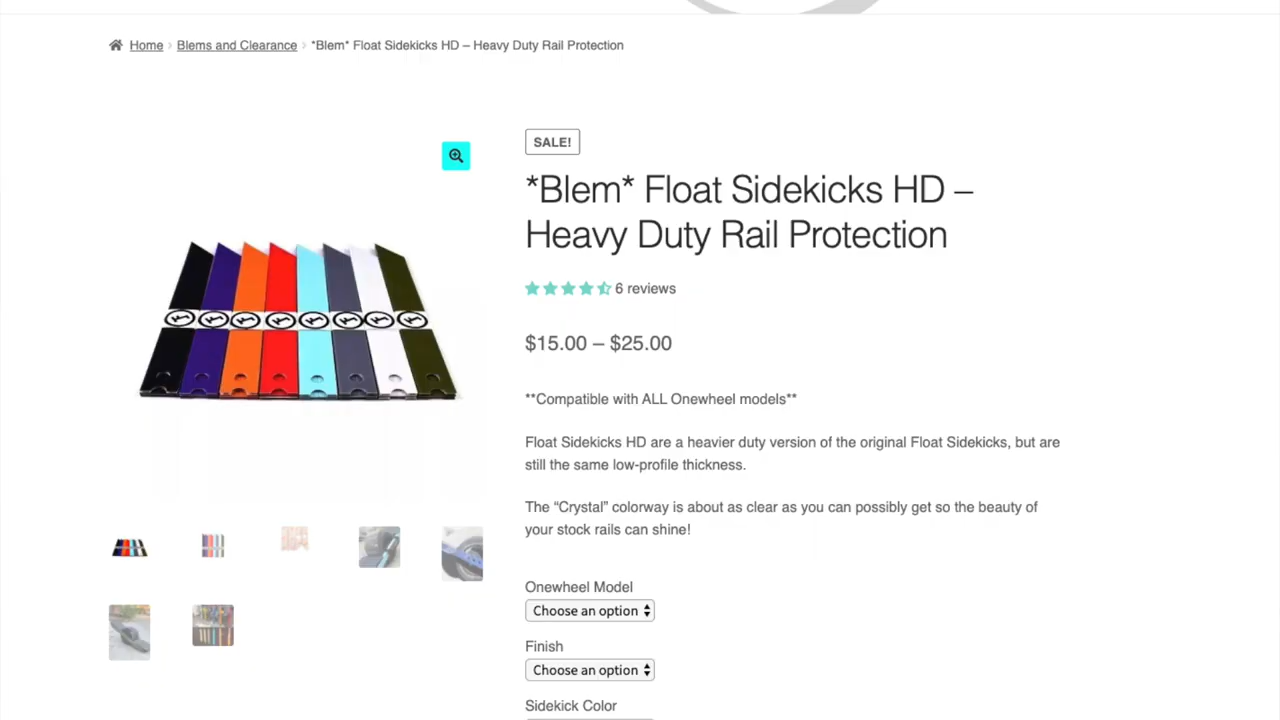 Home › Blems and Clearance › *Blem* Float Sidekicks HD – Heavy Duty Rail Protection
SALE!
*Blem* Float Sidekicks HD –
Heavy Duty Rail Protection
6 reviews
$15.00 – $25.00
**Compatible with ALL Onewheel models**
Float Sidekicks HD are a heavier duty version of the original Float Sidekicks, but are
still the same low-profile thickness.
The “Crystal” colorway is about as clear as you can possibly get so the beauty of
your stock rails can shine!
Onewheel Model
Choose an option
Finish
Choose an option
Sidekick Color